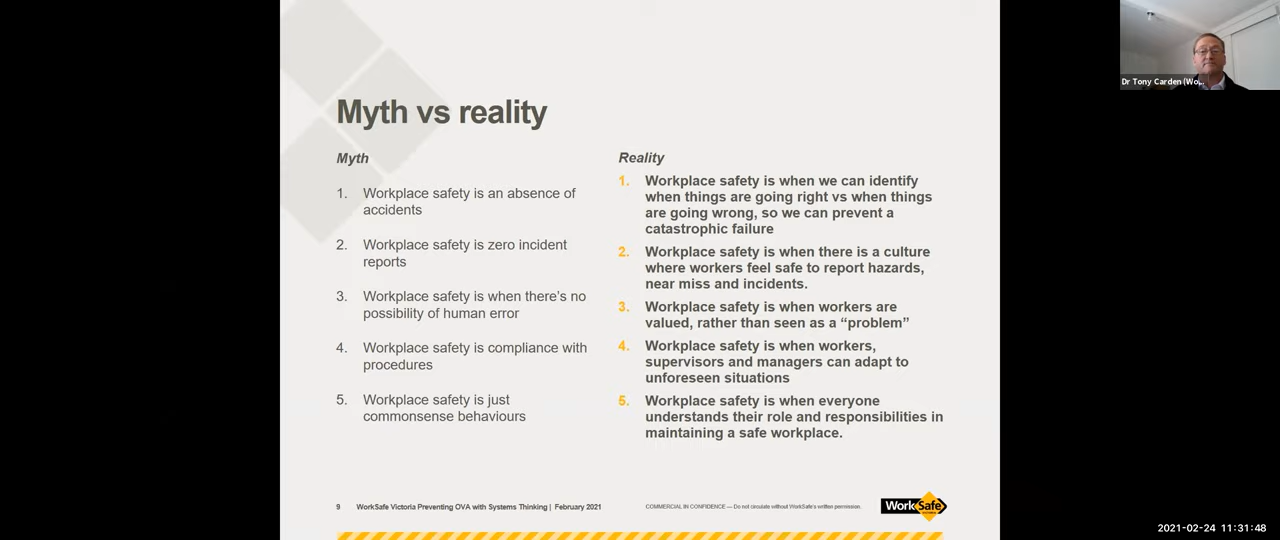 Myth vs reality
Myth
1. Workplace safety is an absence of
accidents
2. Workplace safety is zero incident
reports
3. Workplace safety is when there's no
possibility of human error
4. Workplace safety is compliance with
procedures
5. Workplace safety is just
commonsense behaviours
Reality
1. Workplace safety is when we can identify
when things are going right vs when things
are going wrong, so we can prevent a
catastrophic failure
2. Workplace safety is when there is a culture
where workers feel safe to report hazards,
near miss and incidents.
3. Workplace safety is when workers are
valued, rather than seen as a “problem”
4. Workplace safety is when workers,
supervisors and managers can adapt to
unforeseen situations
5. Workplace safety is when everyone
understands their role and responsibilities in
maintaining a safe workplace.
9 WorkSafe Victoria Preventing OVA with Systems Thinking | February 2021
COMMERCIAL IN CONFIDENCE — Do not circulate without WorkSafe's written permission.
WorkSafe
Dr Tony Carden (Wo...
2021-02-24 11:31:48